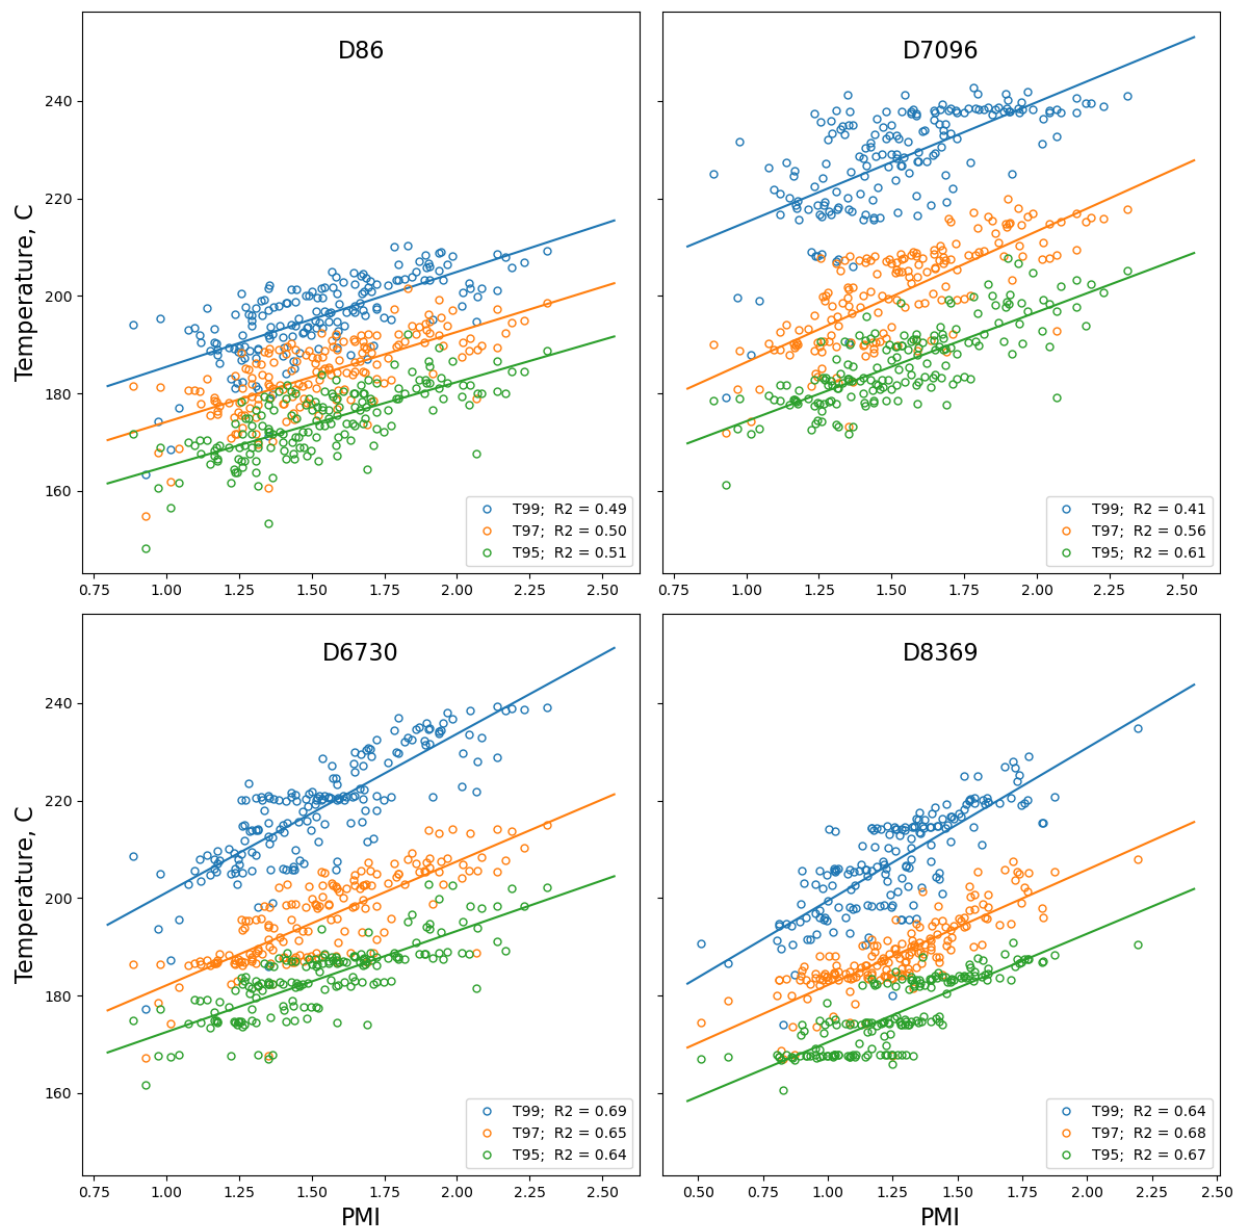 D86
D7096
Temperature, C
240
220
200
180
160
T99;  R2 = 0.49
T97;  R2 = 0.50
T95;  R2 = 0.51
T99;  R2 = 0.41
T97;  R2 = 0.56
T95;  R2 = 0.61
0.75 1.00 1.25 1.50 1.75 2.00 2.25 2.50
0.75 1.00 1.25 1.50 1.75 2.00 2.25 2.50
D6730
D8369
Temperature, C
240
220
200
180
160
T99;  R2 = 0.69
T97;  R2 = 0.65
T95;  R2 = 0.64
T99;  R2 = 0.64
T97;  R2 = 0.68
T95;  R2 = 0.67
0.75 1.00 1.25 1.50 1.75 2.00 2.25 2.50
0.50 0.75 1.00 1.25 1.50 1.75 2.00 2.25 2.50
PMI
PMI